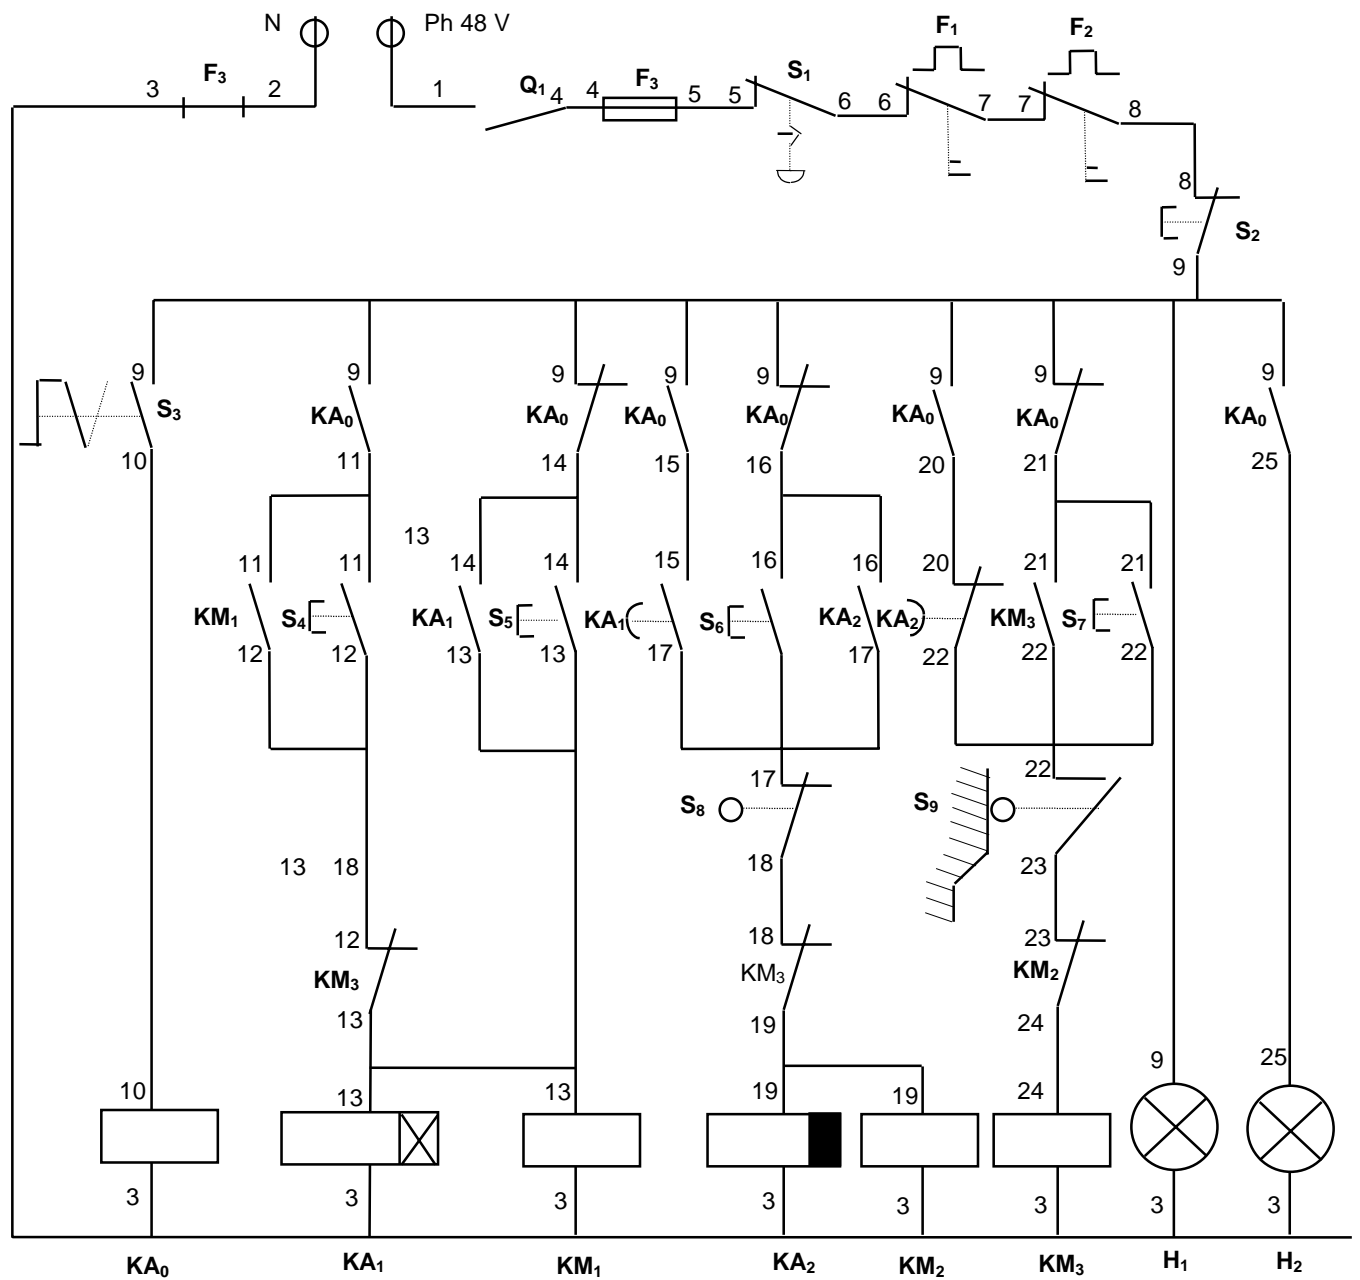 N Ph 48 V
F₁ F₂
3 F₃ 2 1 Q₁ 4 4 F₃ 5 5 S₁ 6 6 7 7 8
8
S₂
9
9 9 9 9 9 9 9 9
S₃ KA₀ KA₀ KA₀ KA₀ KA₀ KA₀ KA₀
10 11 14 15 16 20 21 25
13
11 11 14 14 15 16 16 20 21 21
KM₁ S₄ KA₁ S₅ KA₁ S₆ KA₂ KA₂ KM₃ S₇
12 12 13 13 17 17 22 22 22
17 22
S₈ S₉
13 18 18 23
12 18 23
KM₃ KM₃ KM₂
13 19 24
9 25
10 13 13 19 19 24
3 3 3 3 3 3 3 3
KA₀ KA₁ KM₁ KA₂ KM₂ KM₃ H₁ H₂